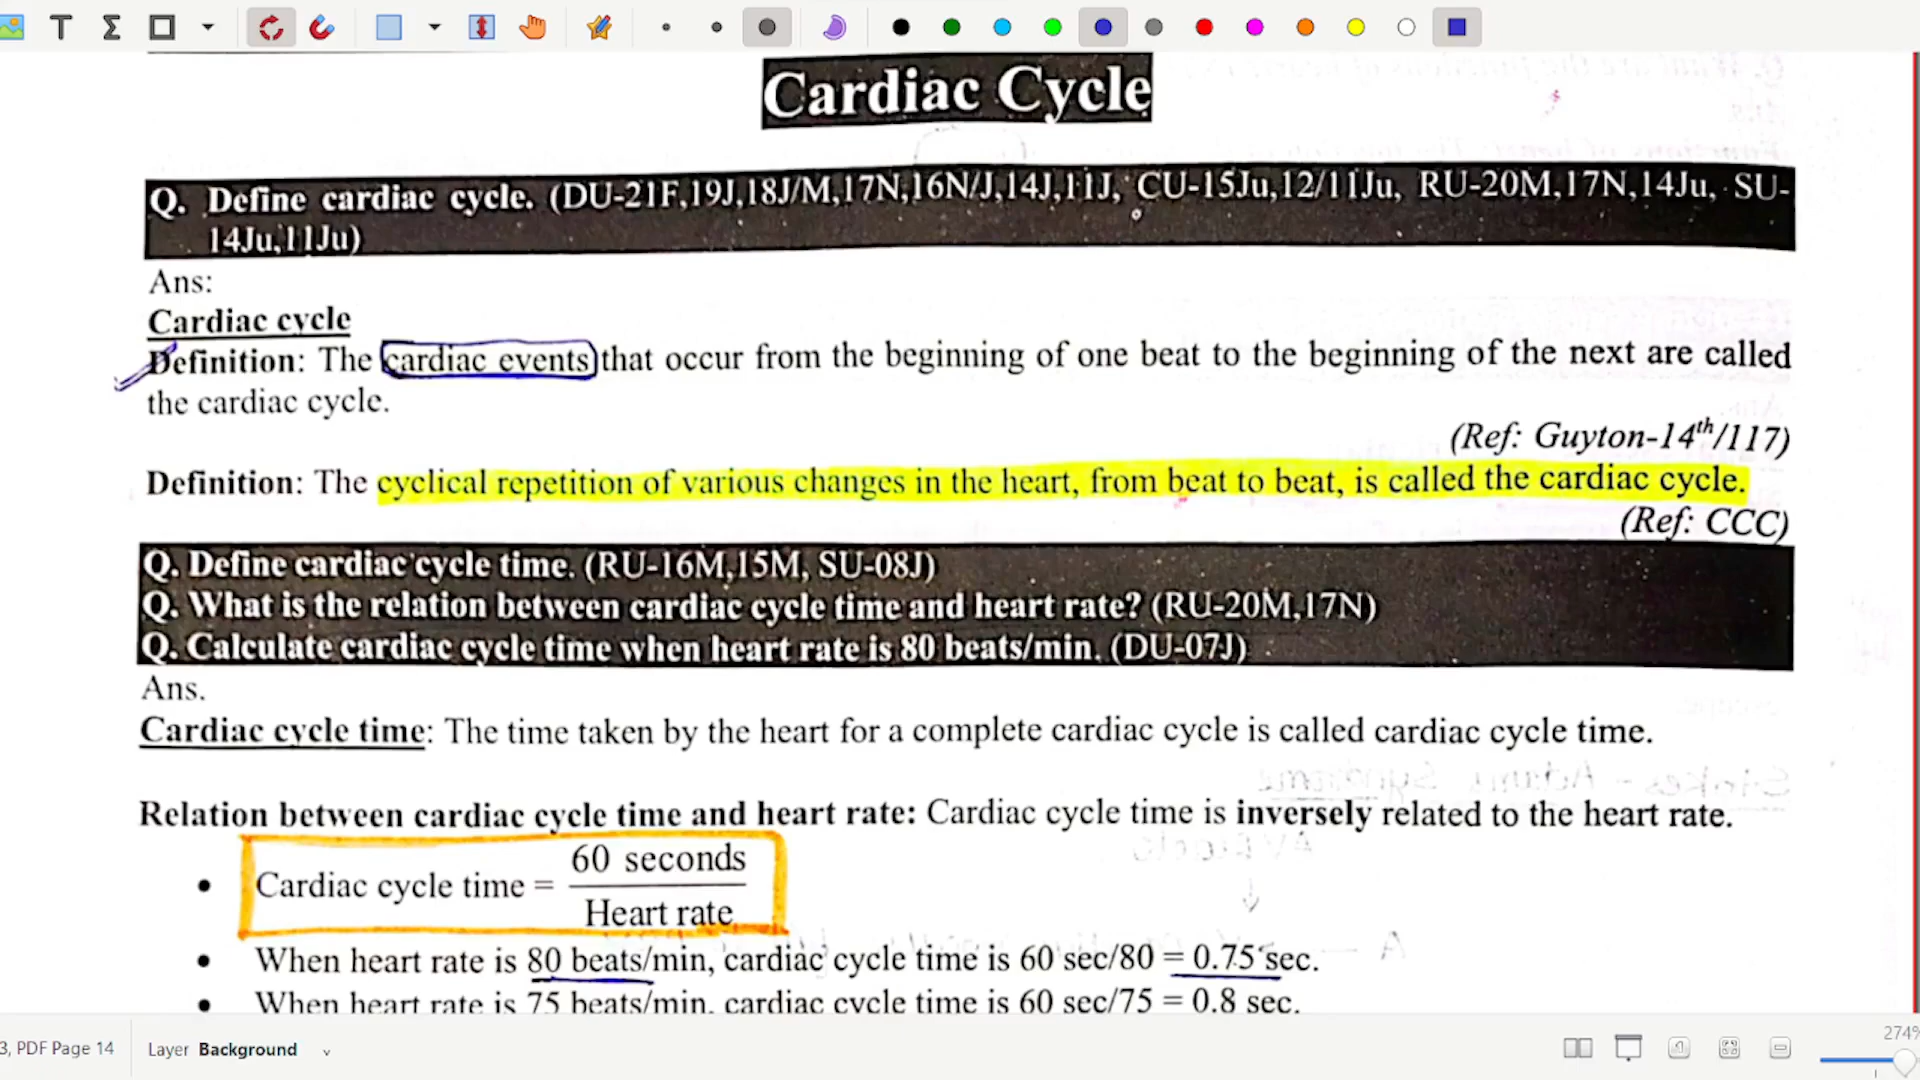 Cardiac Cycle
Q. Define cardiac cycle. (DU-21F,19J,18J/M,17N,16N/J,14J,11J, CU-15Ju,12/11Ju, RU-20M,17N,14Ju, SU-
14Ju,11Ju)
Ans:
Cardiac cycle
Definition: The cardiac events that occur from the beginning of one beat to the beginning of the next are called
the cardiac cycle.
(Ref: Guyton-14th/117)
Definition: The cyclical repetition of various changes in the heart, from beat to beat, is called the cardiac cycle.
(Ref: CCC)
Q. Define cardiac cycle time. (RU-16M,15M, SU-08J)
Q. What is the relation between cardiac cycle time and heart rate? (RU-20M,17N)
Q. Calculate cardiac cycle time when heart rate is 80 beats/min. (DU-07J)
Ans.
Cardiac cycle time: The time taken by the heart for a complete cardiac cycle is called cardiac cycle time.
Relation between cardiac cycle time and heart rate: Cardiac cycle time is inversely related to the heart rate.
• Cardiac cycle time = 60 seconds
Heart rate
• When heart rate is 80 beats/min, cardiac cycle time is 60 sec/80 = 0.75 sec.
• When heart rate is 75 beats/min. cardiac cycle time is 60 sec/75 = 0.8 sec.
3, PDF Page 14 Layer Background 274%